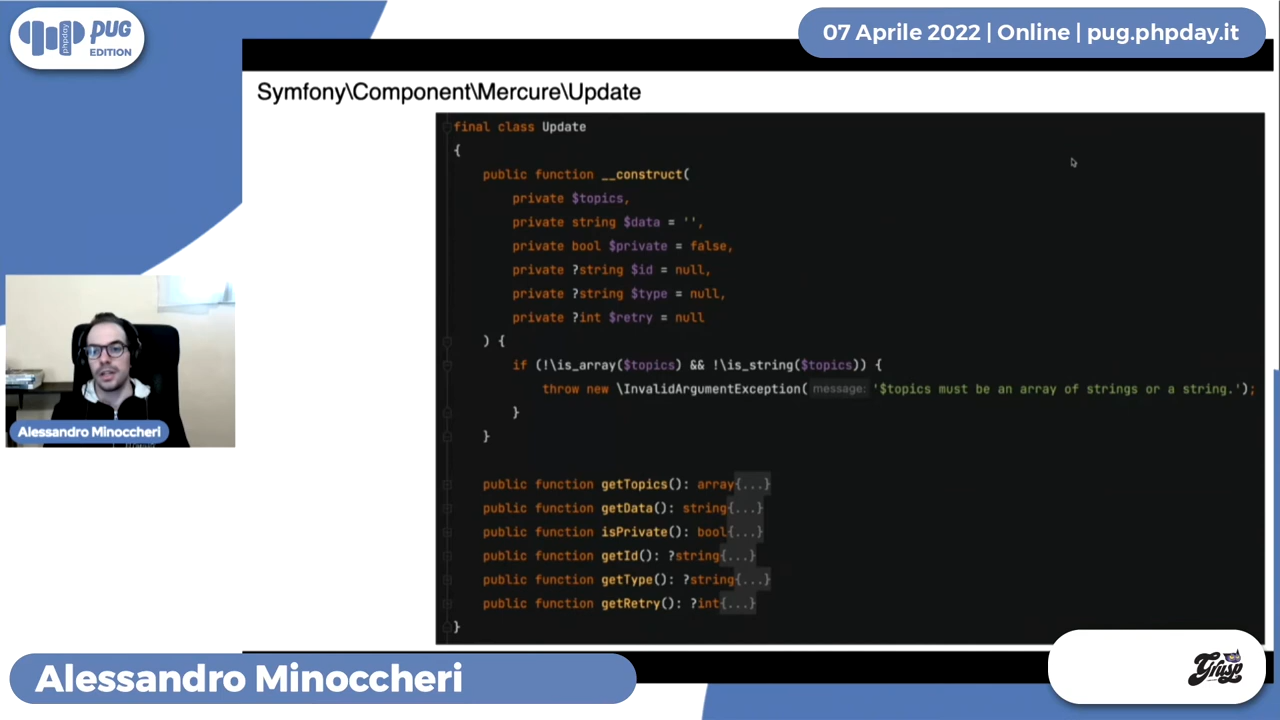 phpday
PUG
EDITION
07 Aprile 2022 | Online | pug.phpday.it
Symfony\Component\Mercure\Update
final class Update
{
public function __construct(
private $topics,
private string $data = '',
private bool $private = false,
private ?string $id = null,
private ?string $type = null,
private ?int $retry = null
) {
if (!\is_array($topics) && !\is_string($topics)) {
throw new \InvalidArgumentException( message: '$topics must be an array of strings or a string.');
}
}
public function getTopics(): array{...}
public function getData(): string{...}
public function isPrivate(): bool{...}
public function getId(): ?string{...}
public function getType(): ?string{...}
public function getRetry(): ?int{...}
}
Alessandro Minoccheri
Alessandro Minoccheri
Grusp